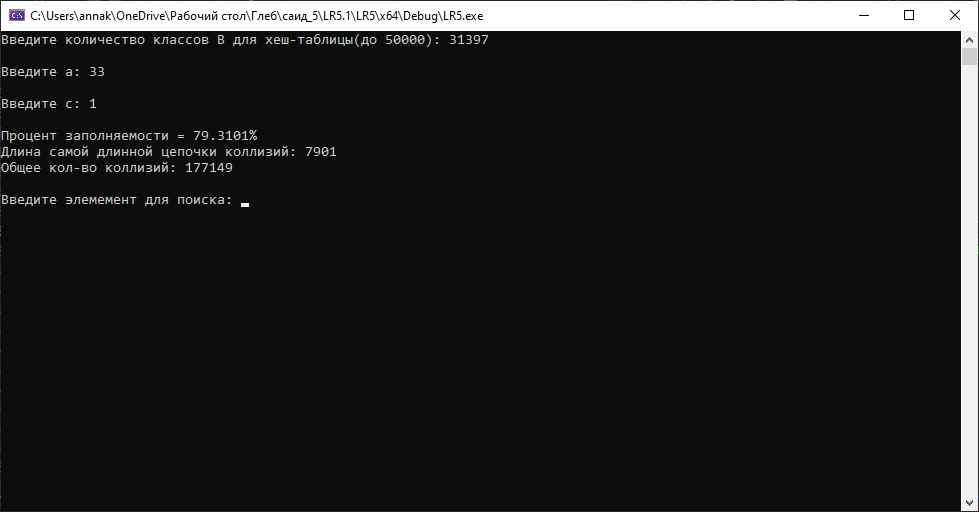 C:\Users\annak\OneDrive\Рабочий стол\Глеб\саид_5\LR5.1\LR5\x64\Debug\LR5.exe
Введите количество классов B для хеш-таблицы(до 50000): 31397
Введите a: 33
Введите c: 1
Процент заполняемости = 79.3101%
Длина самой длинной цепочки коллизий: 7901
Общее кол-во коллизий: 177149
Введите элемемент для поиска: